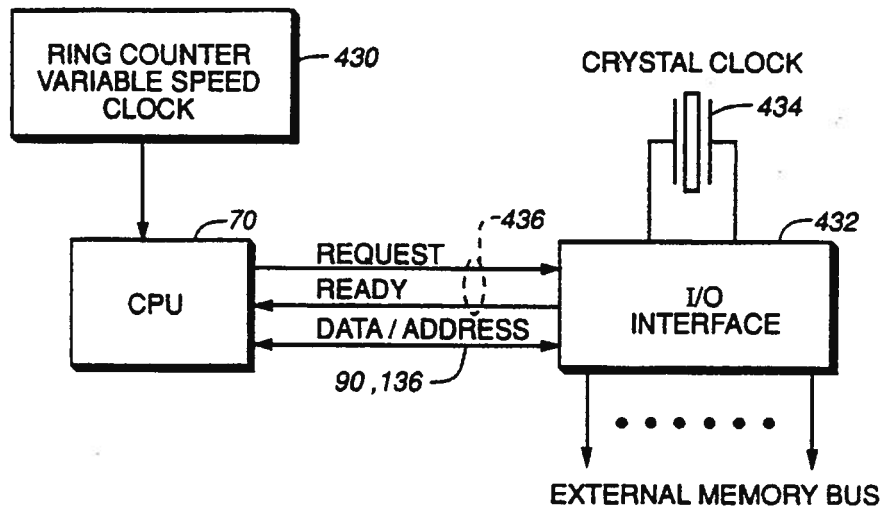 RING COUNTER
VARIABLE SPEED
CLOCK
430
CRYSTAL CLOCK
434
70
436
432
CPU
REQUEST
READY
DATA / ADDRESS
90 , 136
I/O
INTERFACE
EXTERNAL MEMORY BUS